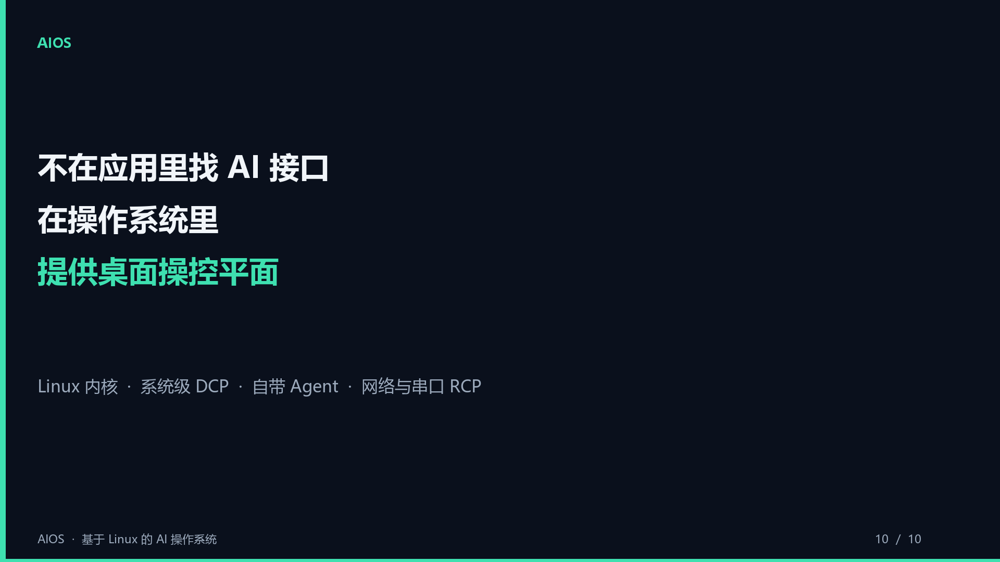 AIOS
不在应用里找 AI 接口
在操作系统里
提供桌面操控平面
Linux 内核 · 系统级 DCP · 自带 Agent · 网络与串口 RCP
AIOS · 基于 Linux 的 AI 操作系统
10 / 10